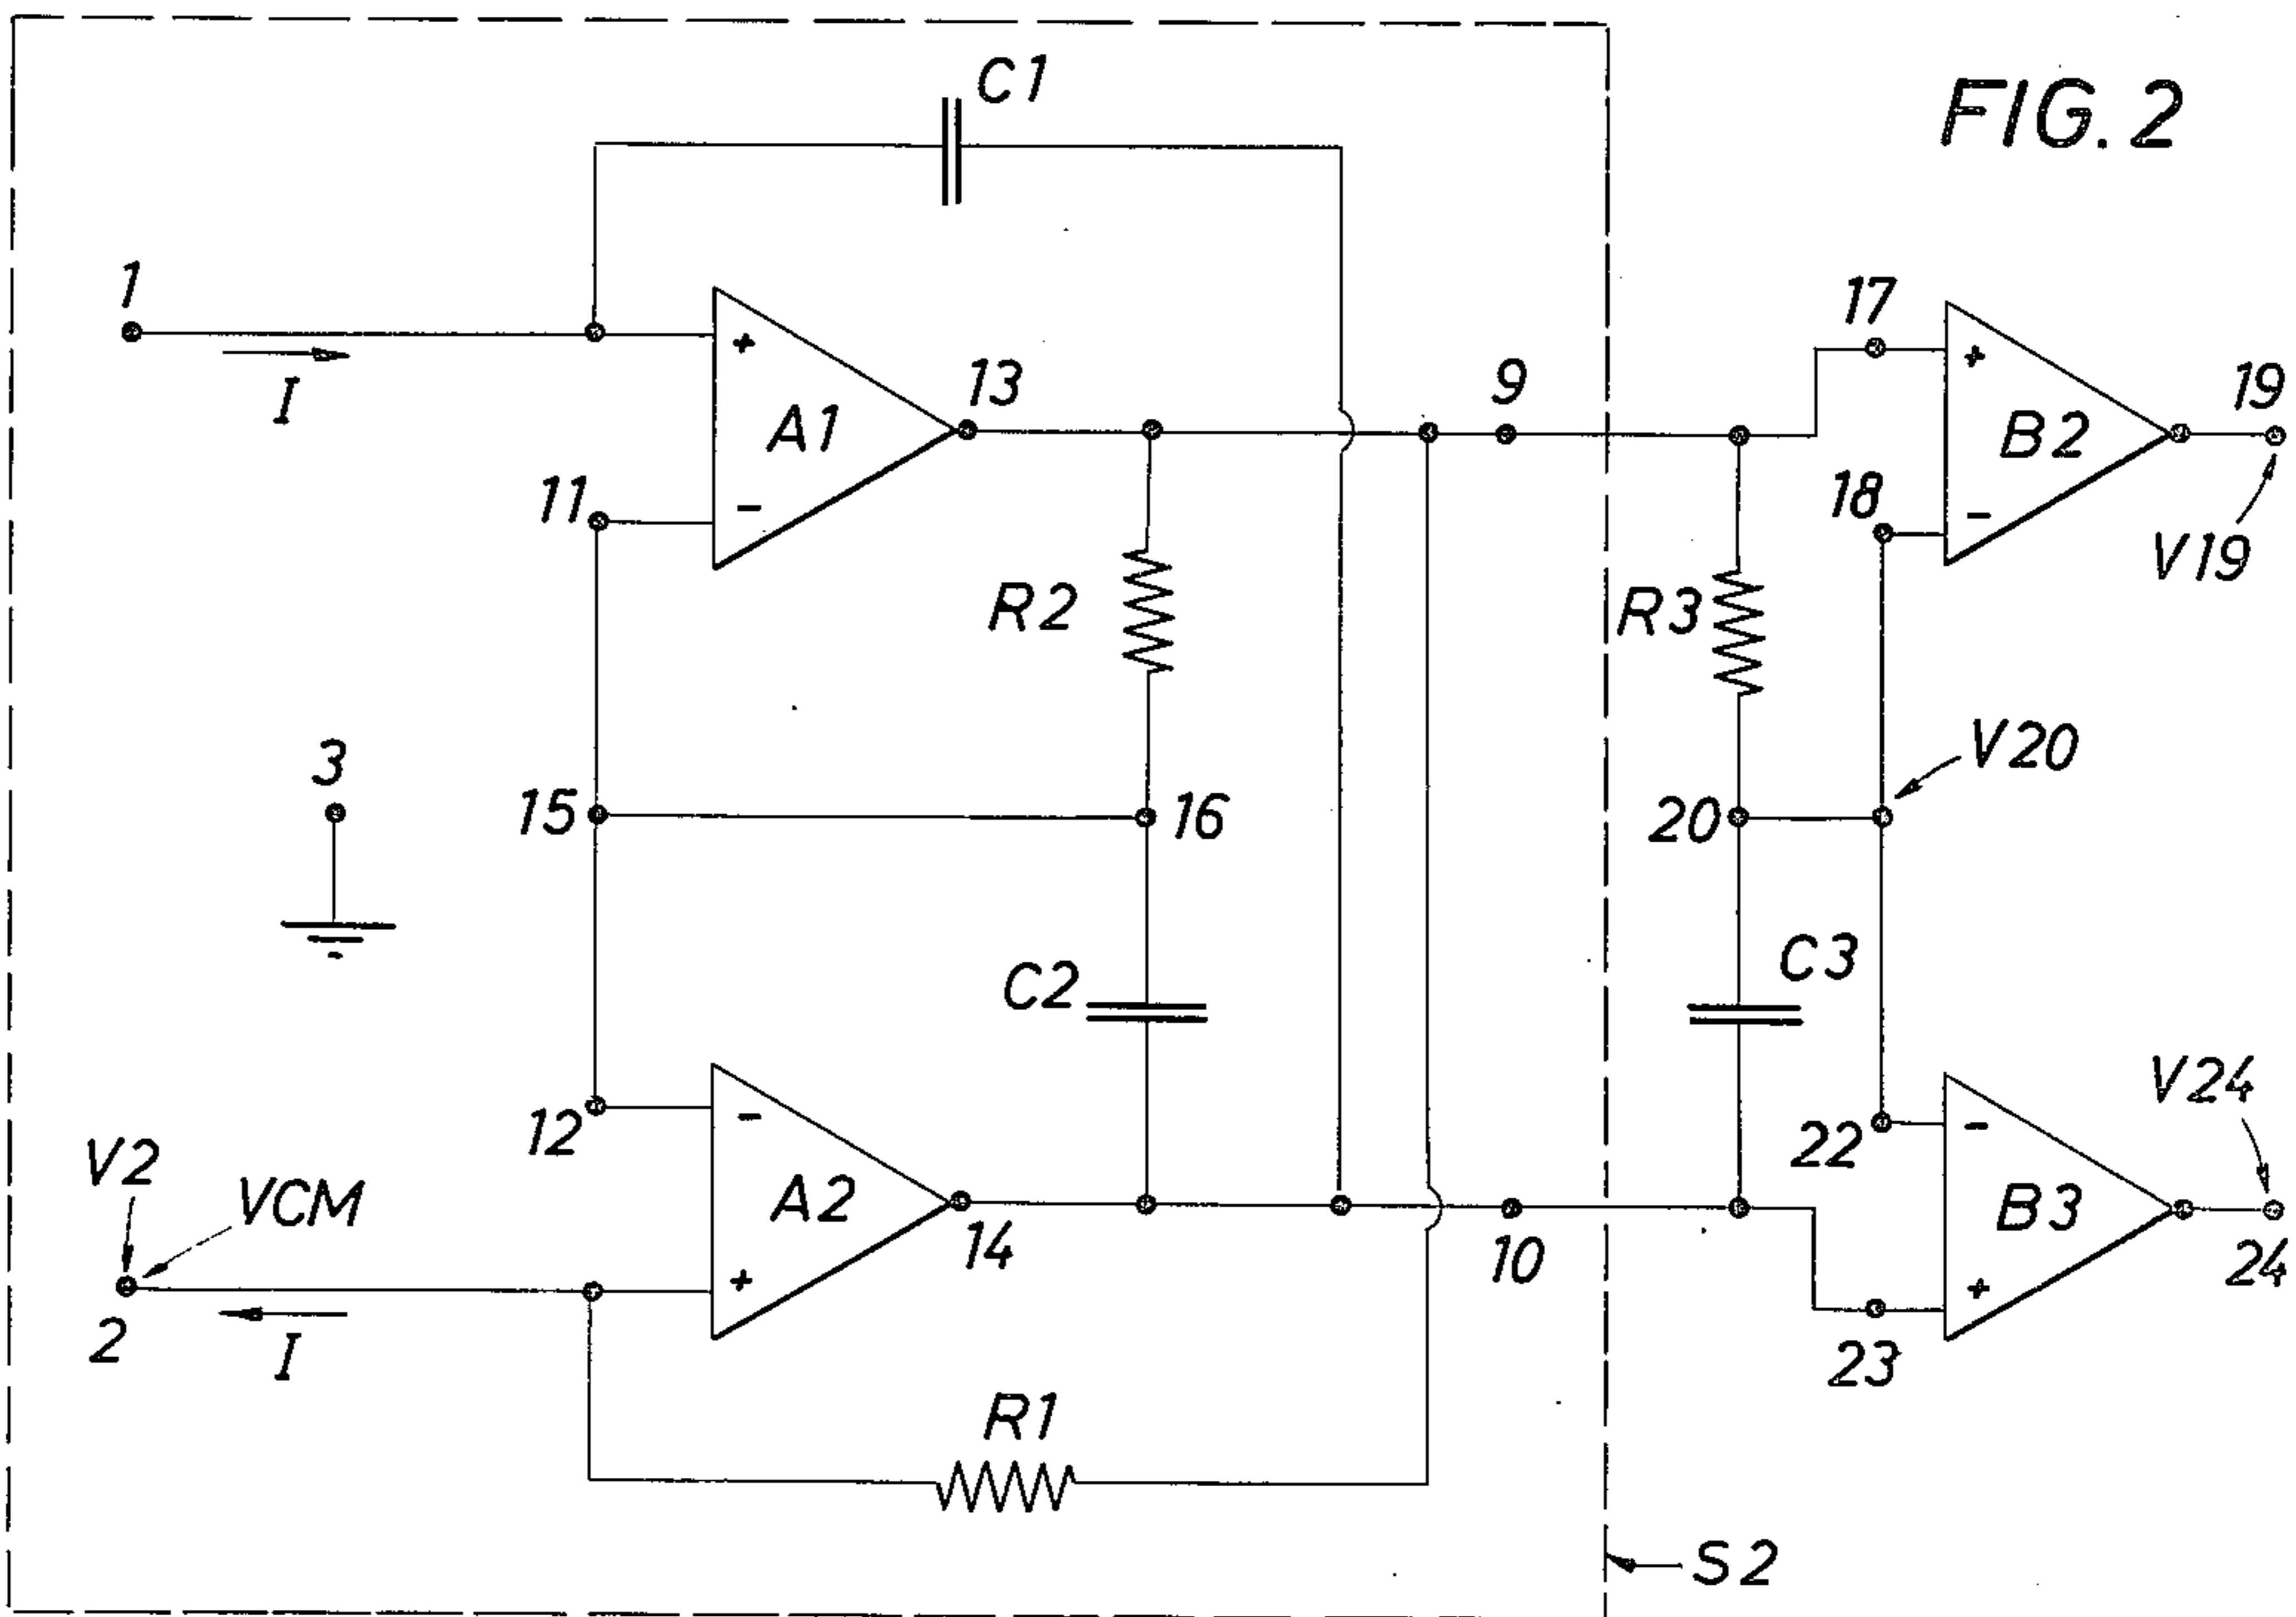 FIG. 2
C1
1
I
+
A1
-
13
11
9
17
+
B2
-
18
19
V19
R2
R3
3
15
16
20
V20
C2
C3
12
-
A2
+
14
10
V2
VCM
2
I
22
-
B3
+
23
V24
24
R1
S2